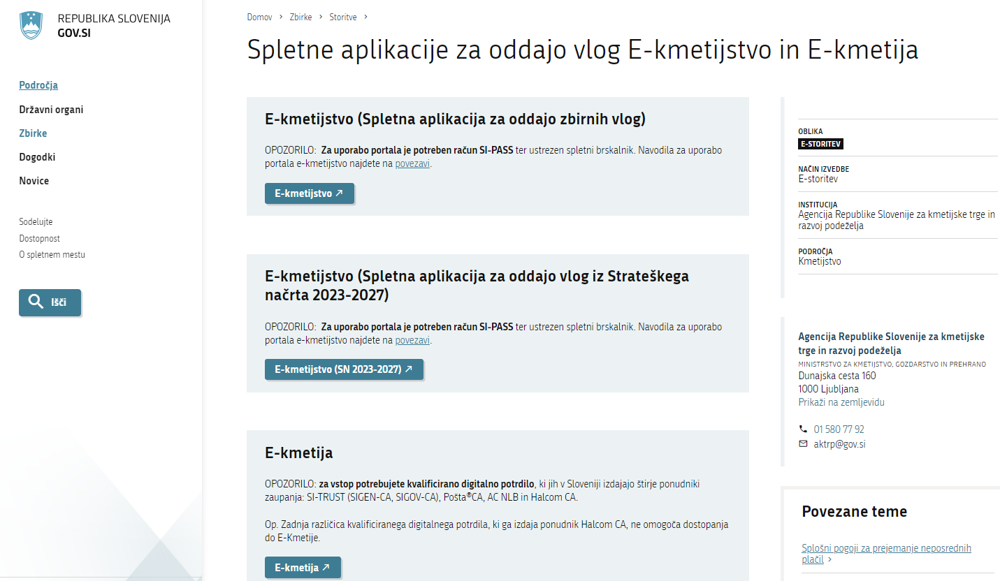 REPUBLIKA SLOVENIJA
GOV.SI
Področja
Državni organi
Zbirke
Dogodki
Novice
Sodelujte
Dostopnost
O spletnem mestu
Išči
Domov > Zbirke > Storitve >
Spletne aplikacije za oddajo vlog E-kmetijstvo in E-kmetija
E-kmetijstvo (Spletna aplikacija za oddajo zbirnih vlog)
OPOZORILO: Za uporabo portala je potreben račun SI-PASS ter ustrezen spletni brskalnik. Navodila za uporabo
portala e-kmetijstvo najdete na povezavi.
E-kmetijstvo ↗
E-kmetijstvo (Spletna aplikacija za oddajo vlog iz Strateškega
načrta 2023-2027)
OPOZORILO: Za uporabo portala je potreben račun SI-PASS ter ustrezen spletni brskalnik. Navodila za uporabo
portala e-kmetijstvo najdete na povezavi.
E-kmetijstvo (SN 2023-2027) ↗
E-kmetija
OPOZORILO: za vstop potrebujete kvalificirano digitalno potrdilo, ki jih v Sloveniji izdajajo štirje ponudniki
zaupanja: SI-TRUST (SIGEN-CA, SIGOV-CA), Pošta®CA, AC NLB in Halcom CA.
Op. Zadnja različica kvalificiranega digitalnega potrdila, ki ga izdaja ponudnik Halcom CA, ne omogoča dostopanja
do E-Kmetije.
E-kmetija ↗
OBLIKA
E-STORITEV
NAČIN IZVEDBE
E-storitev
INSTITUCIJA
Agencija Republike Slovenije za kmetijske trge in
razvoj podeželja
PODROČJA
Kmetijstvo
Agencija Republike Slovenije za kmetijske
trge in razvoj podeželja
MINISTRSTVO ZA KMETIJSTVO, GOZDARSTVO IN PREHRANO
Dunajska cesta 160
1000 Ljubljana
Prikaži na zemljevidu
01 580 77 92
aktrp@gov.si
Povezane teme
Splošni pogoji za prejemanje neposrednih
plačil >